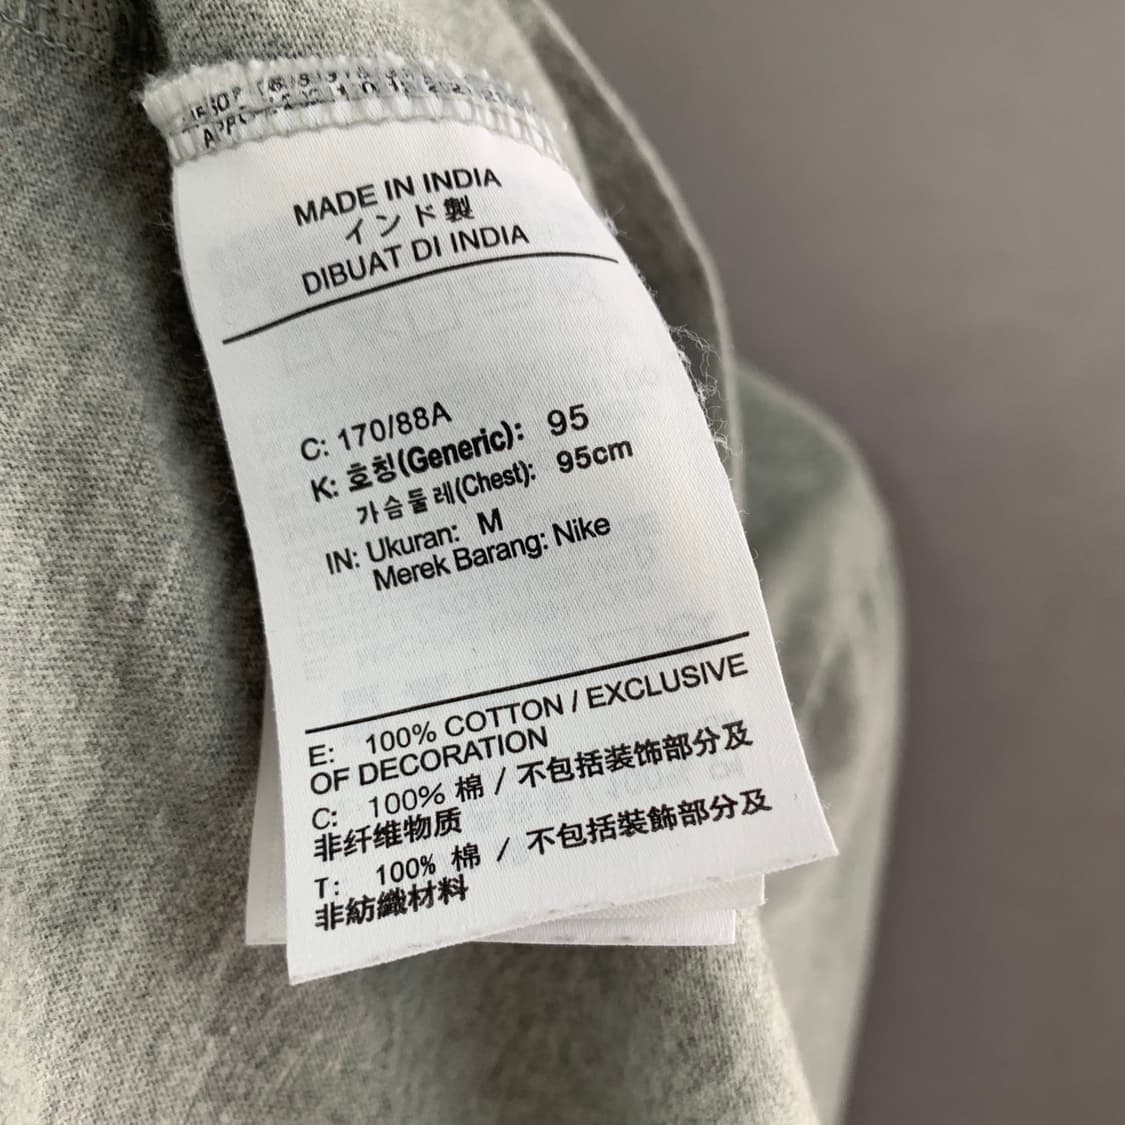 MADE IN INDIA
インド製
DIBUAT DI INDIA
C: 170/88A
K: 호칭(Generic): 95
가슴둘레(Chest): 95cm
IN: Ukuran: M
Merek Barang: Nike
E: 100% COTTON / EXCLUSIVE
OF DECORATION
C: 100% 棉 / 不包括装饰部分及
非纤维物质
T: 100% 棉 / 不包括裝飾部分及
非紡織材料